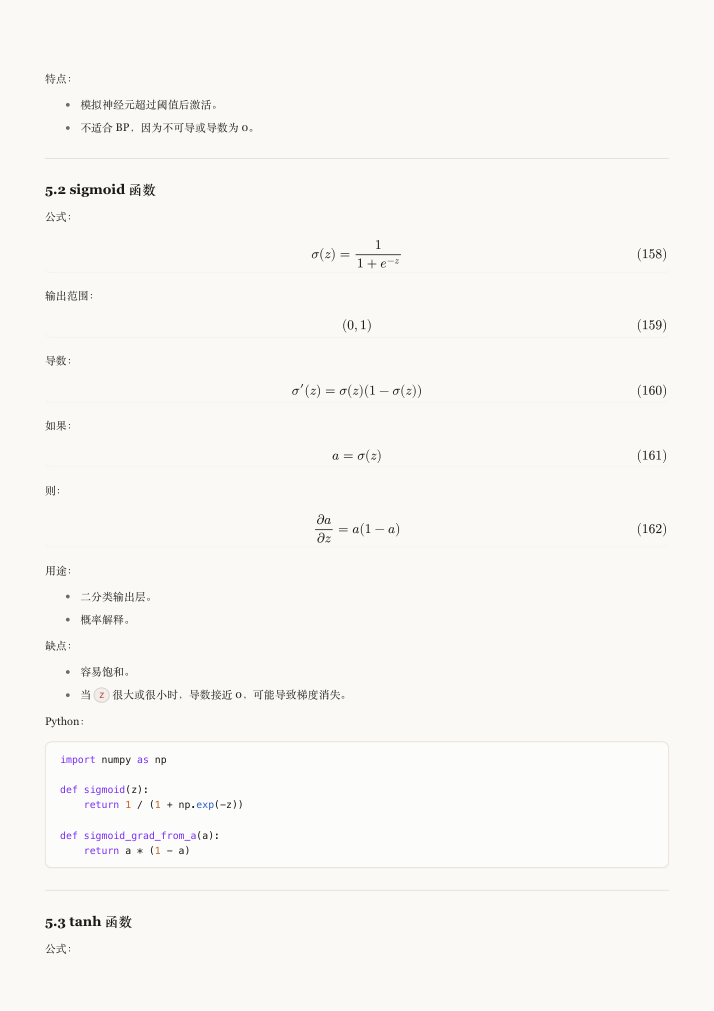 特点：
• 模拟神经元超过阈值后激活。
• 不适合 BP，因为不可导或导数为 0。
5.2 sigmoid 函数
公式：
σ(z) = 1 / (1 + e^{−z}) (158)
输出范围：
(0, 1) (159)
导数：
σ′(z) = σ(z)(1 − σ(z)) (160)
如果：
a = σ(z) (161)
则：
∂a/∂z = a(1 − a) (162)
用途：
• 二分类输出层。
• 概率解释。
缺点：
• 容易饱和。
• 当 z 很大或很小时，导数接近 0，可能导致梯度消失。
Python：
import numpy as np
def sigmoid(z):
    return 1 / (1 + np.exp(-z))
def sigmoid_grad_from_a(a):
    return a * (1 - a)
5.3 tanh 函数
公式：